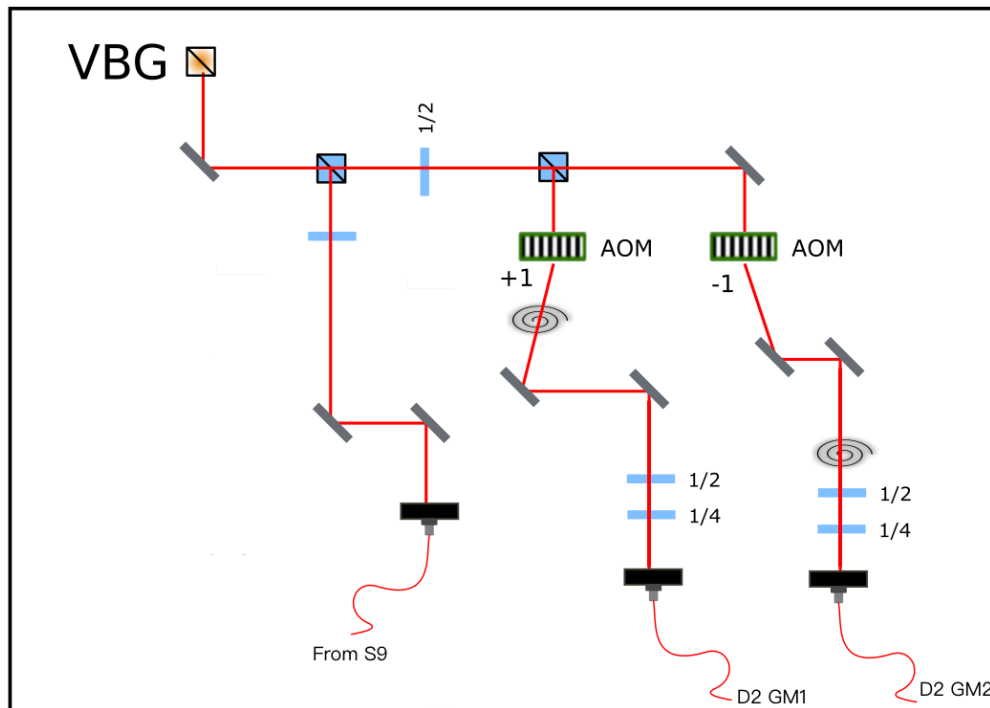 VBG
1/2
AOM
AOM
+1
-1
1/2
1/2
1/4
1/4
From S9
D2 GM1
D2 GM2